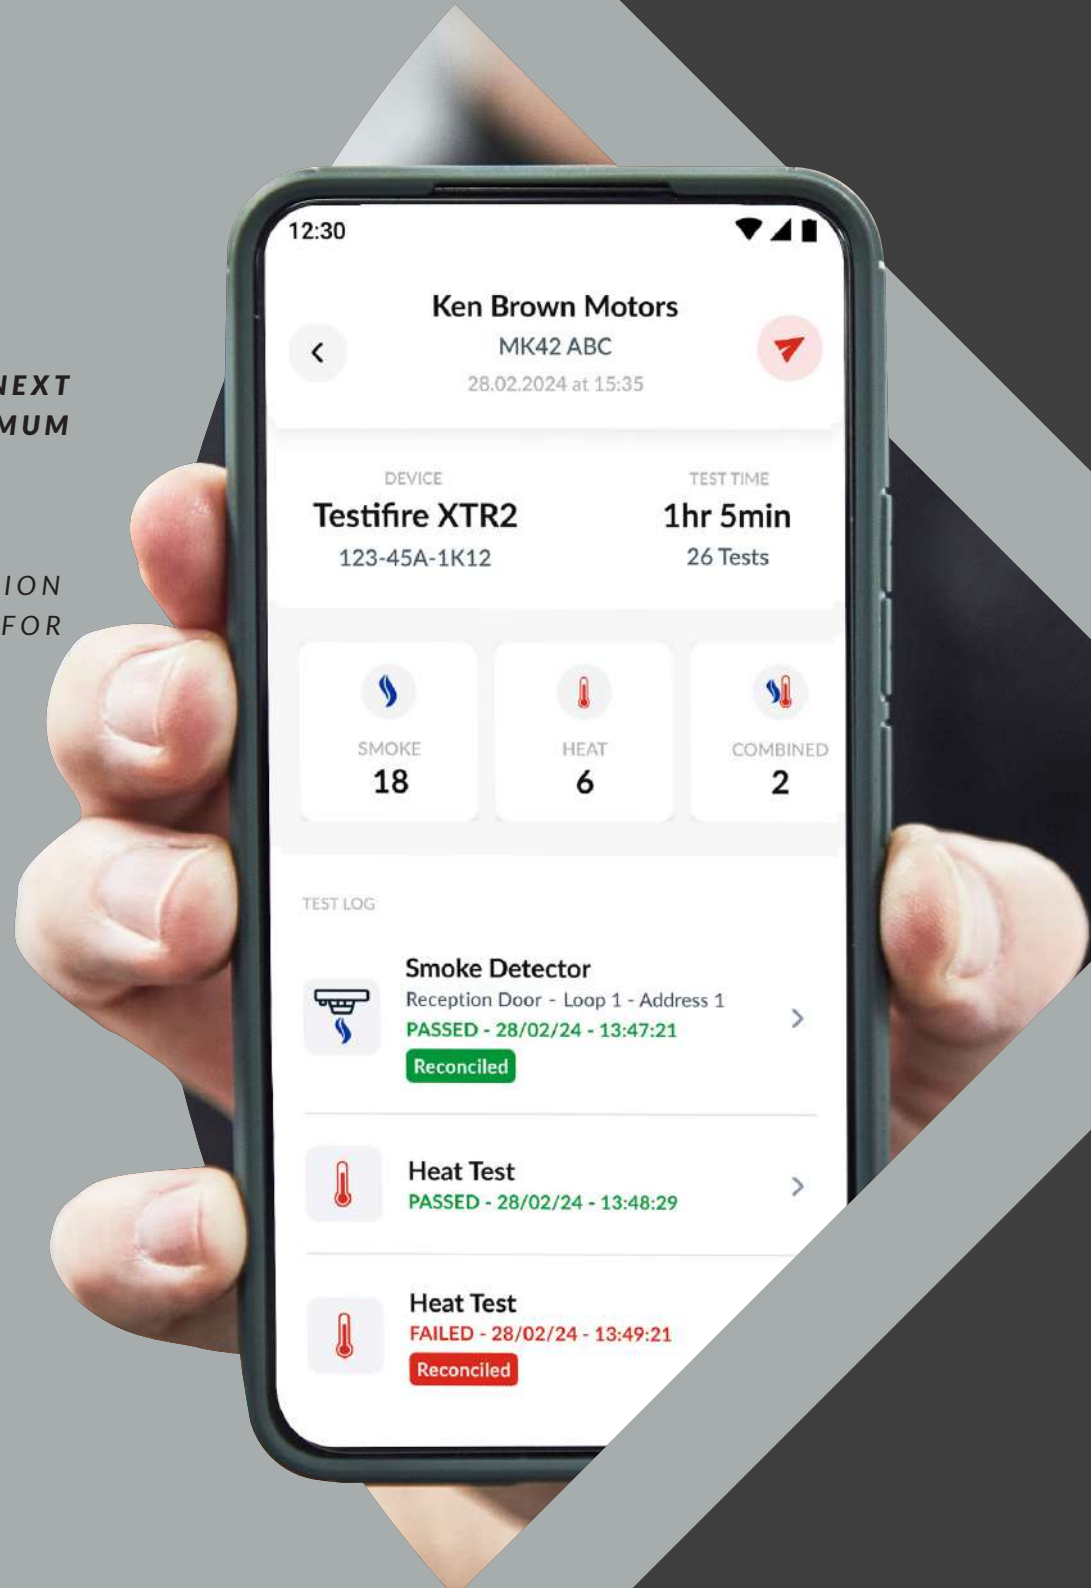 12:30
Ken Brown Motors
MK42 ABC
28.02.2024 at 15:35
NEXT
MUM
DEVICE
TEST TIME
Testifire XTR2
1hr 5min
123-45A-1K12
26 Tests
ION
FOR
SMOKE
HEAT
COMBINED
18
6
2
TEST LOG
Smoke Detector
Reception Door - Loop 1 - Address 1
PASSED - 28/02/24 - 13:47:21
Reconciled
Heat Test
PASSED - 28/02/24 - 13:48:29
Heat Test
FAILED - 28/02/24 - 13:49:21
Reconciled